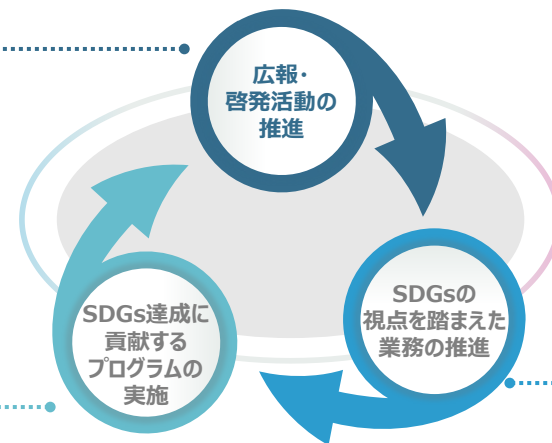 広報・
啓発活動の
推進
SDGsの
視点を踏まえた
業務の推進
SDGs達成に
貢献する
プログラムの
実施